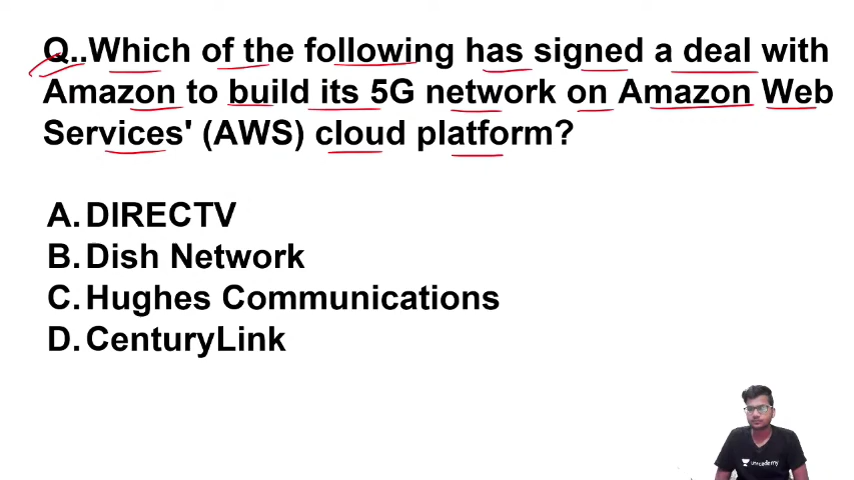 Q..Which of the following has signed a deal with
Amazon to build its 5G network on Amazon Web
Services' (AWS) cloud platform?
A. DIRECTV
B. Dish Network
C. Hughes Communications
D. CenturyLink
unacademy